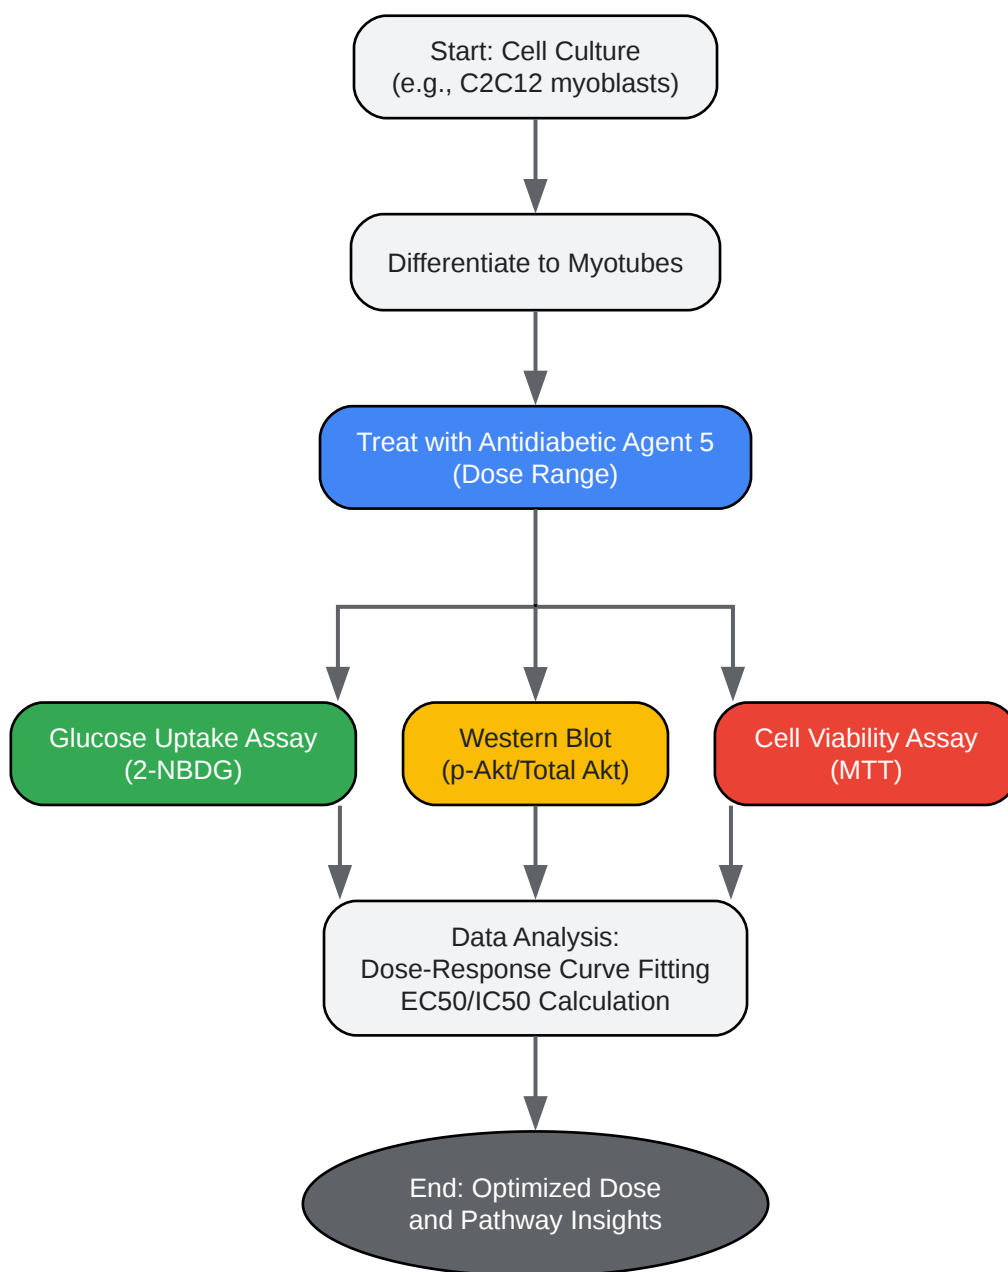 Start: Cell Culture
(e.g., C2C12 myoblasts)
Differentiate to Myotubes
Treat with Antidiabetic Agent 5
(Dose Range)
Glucose Uptake Assay
(2-NBDG)
Western Blot
(p-Akt/Total Akt)
Cell Viability Assay
(MTT)
Data Analysis:
Dose-Response Curve Fitting
EC50/IC50 Calculation
End: Optimized Dose
and Pathway Insights